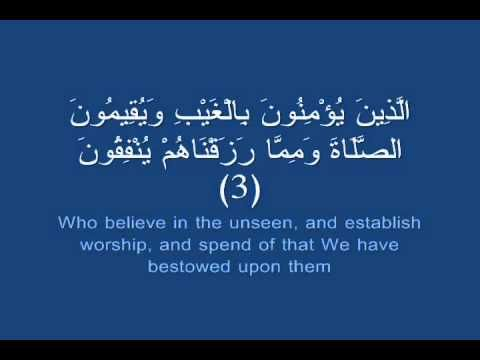 الَّذِينَ يُؤْمِنُونَ بِالْغَيْبِ وَيُقِيمُونَ
الصَّلَاةَ وَمِمَّا رَزَقْنَاهُمْ يُنْفِقُونَ
(3)
Who believe in the unseen, and establish
worship, and spend of that We have
bestowed upon them